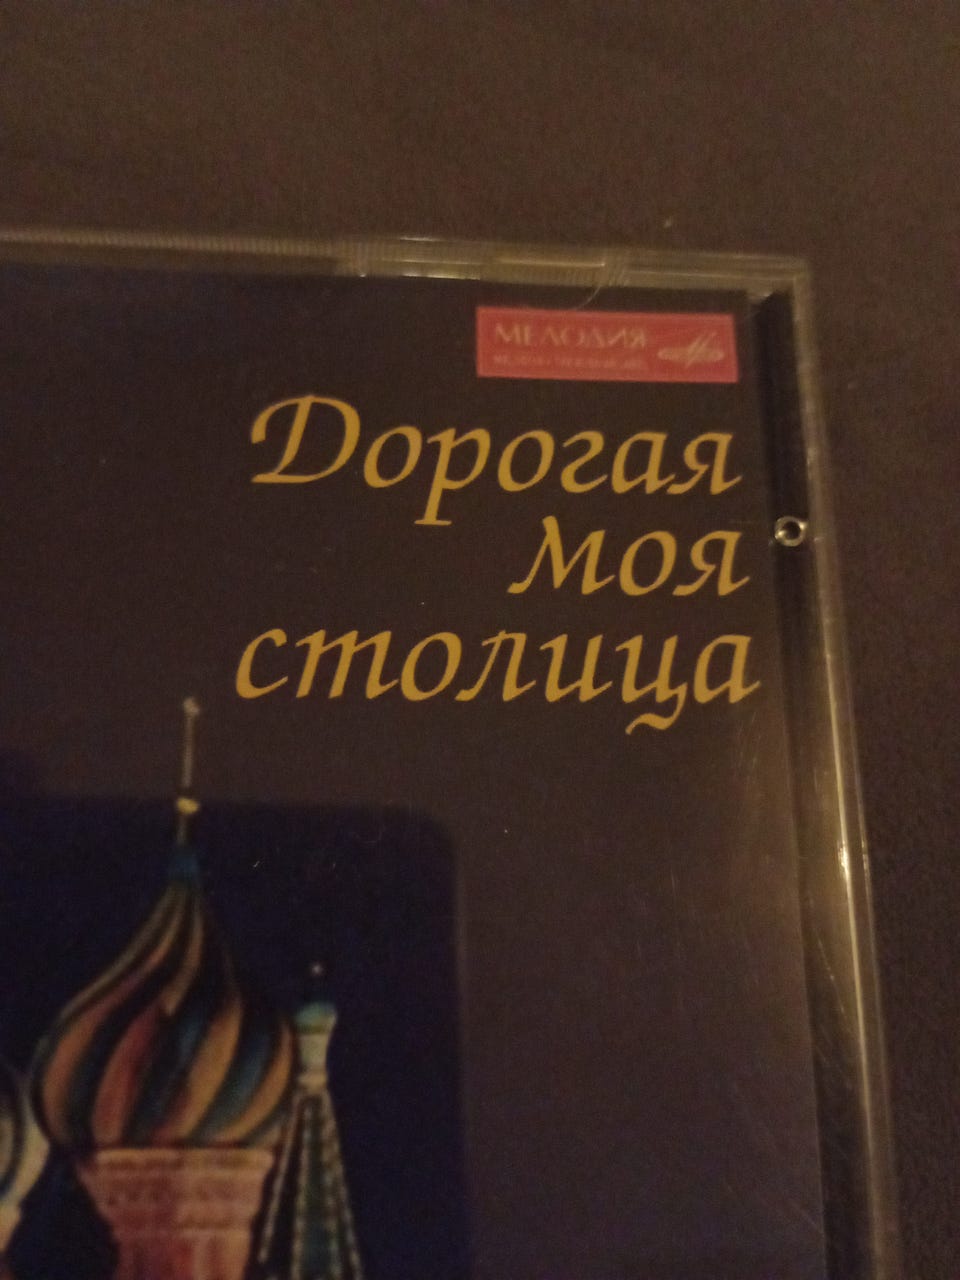 МЕЛОДИЯ
Дорогая
моя
столица